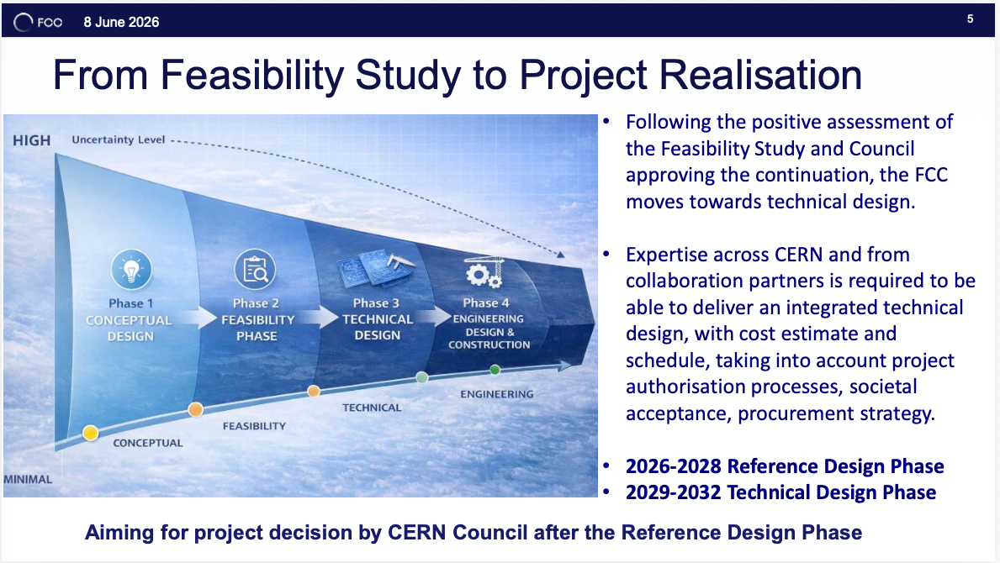 FCC 8 June 2026 5
From Feasibility Study to Project Realisation
HIGH Uncertainty Level
Phase 1
CONCEPTUAL
DESIGN
Phase 2
FEASIBILITY
PHASE
Phase 3
TECHNICAL
DESIGN
Phase 4
ENGINEERING
DESIGN &
CONSTRUCTION
CONCEPTUAL
FEASIBILITY
TECHNICAL
ENGINEERING
MINIMAL
• Following the positive assessment of
the Feasibility Study and Council
approving the continuation, the FCC
moves towards technical design.
• Expertise across CERN and from
collaboration partners is required to be
able to deliver an integrated technical
design, with cost estimate and
schedule, taking into account project
authorisation processes, societal
acceptance, procurement strategy.
• 2026-2028 Reference Design Phase
• 2029-2032 Technical Design Phase
Aiming for project decision by CERN Council after the Reference Design Phase